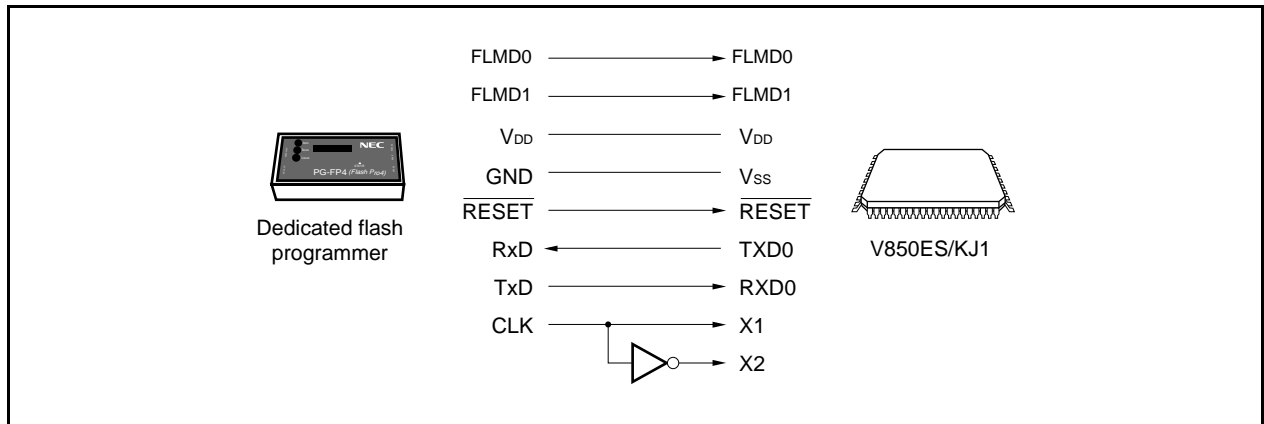 FLMD0 FLMD0
FLMD1 FLMD1
VDD VDD
GND VSS
RESET RESET
RxD TXD0
TxD RXD0
CLK X1
X2
NEC
PG-FP4 (Flash Pro4)
Dedicated flash
programmer
V850ES/KJ1